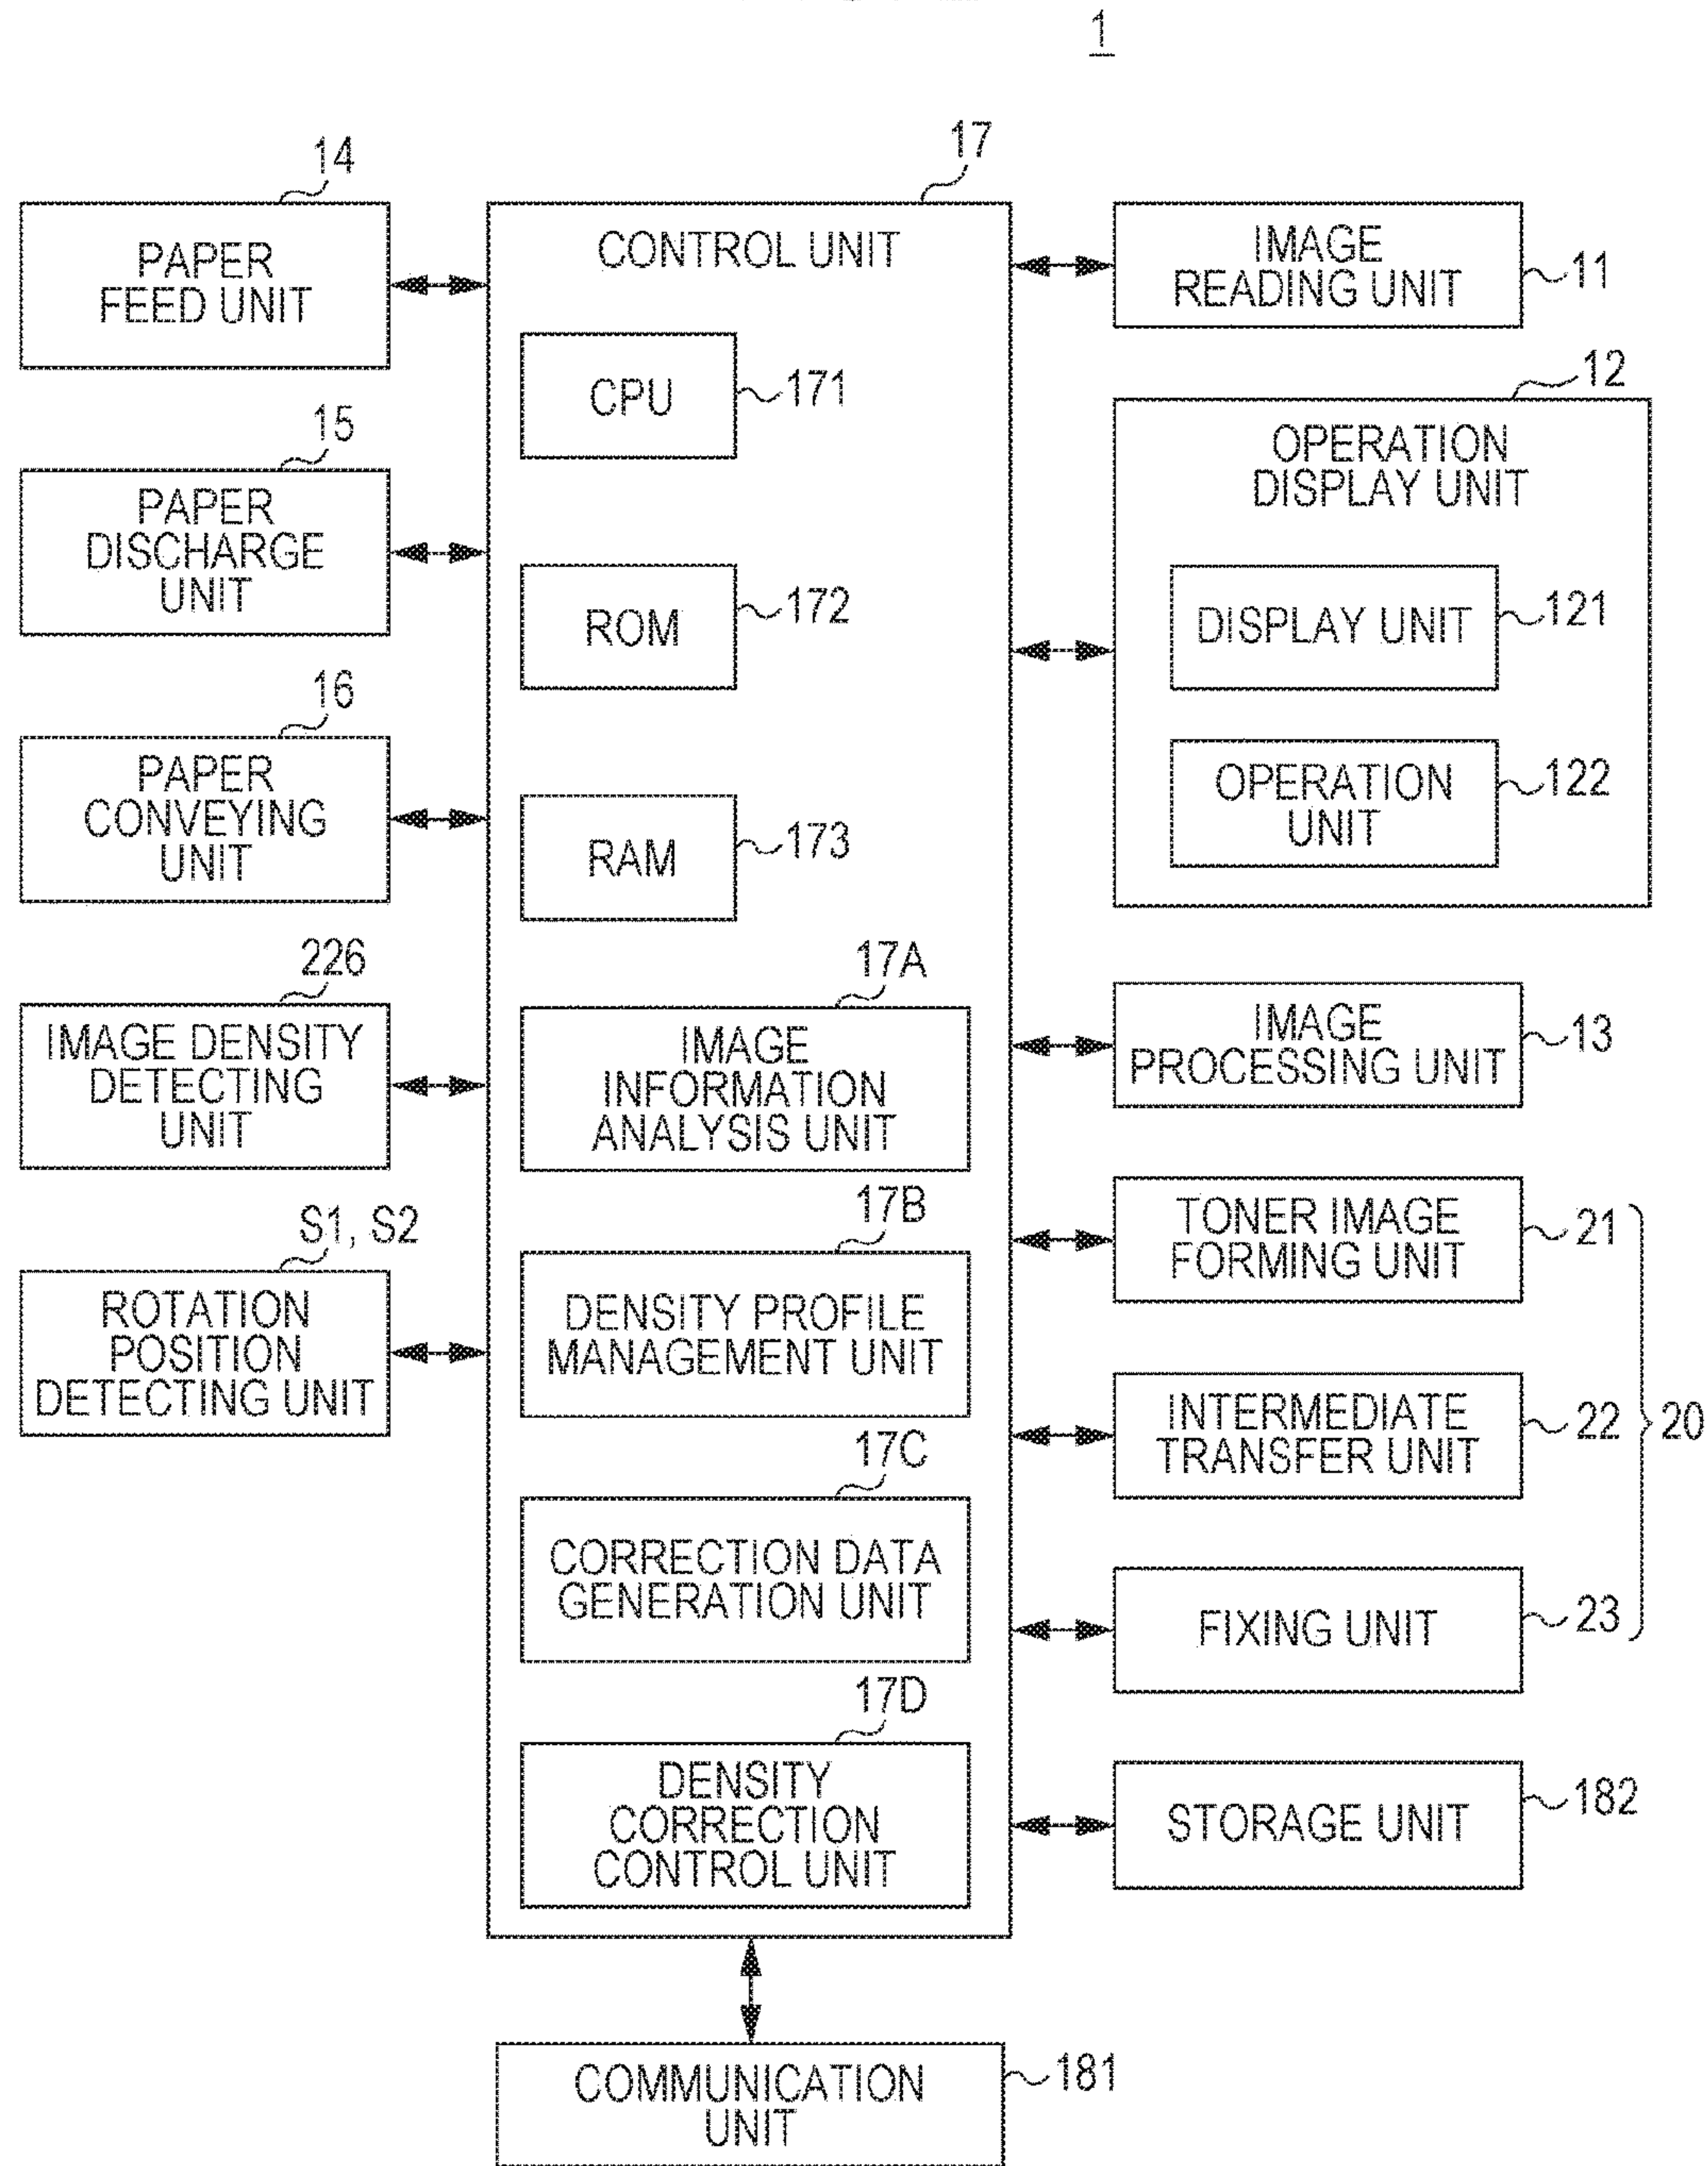 1
14
PAPER
FEED UNIT
15
PAPER
DISCHARGE
UNIT
16
PAPER
CONVEYING
UNIT
226
IMAGE DENSITY
DETECTING
UNIT
S1, S2
ROTATION
POSITION
DETECTING UNIT
17
CONTROL UNIT
CPU
171
ROM
172
RAM
173
17A
IMAGE
INFORMATION
ANALYSIS UNIT
17B
DENSITY PROFILE
MANAGEMENT UNIT
17C
CORRECTION DATA
GENERATION UNIT
17D
DENSITY
CORRECTION
CONTROL UNIT
IMAGE
READING UNIT
11
12
OPERATION
DISPLAY UNIT
DISPLAY UNIT
121
OPERATION
UNIT
122
IMAGE
PROCESSING UNIT
13
TONER IMAGE
FORMING UNIT
21
INTERMEDIATE
TRANSFER UNIT
22
20
FIXING UNIT
23
STORAGE UNIT
182
COMMUNICATION
UNIT
181